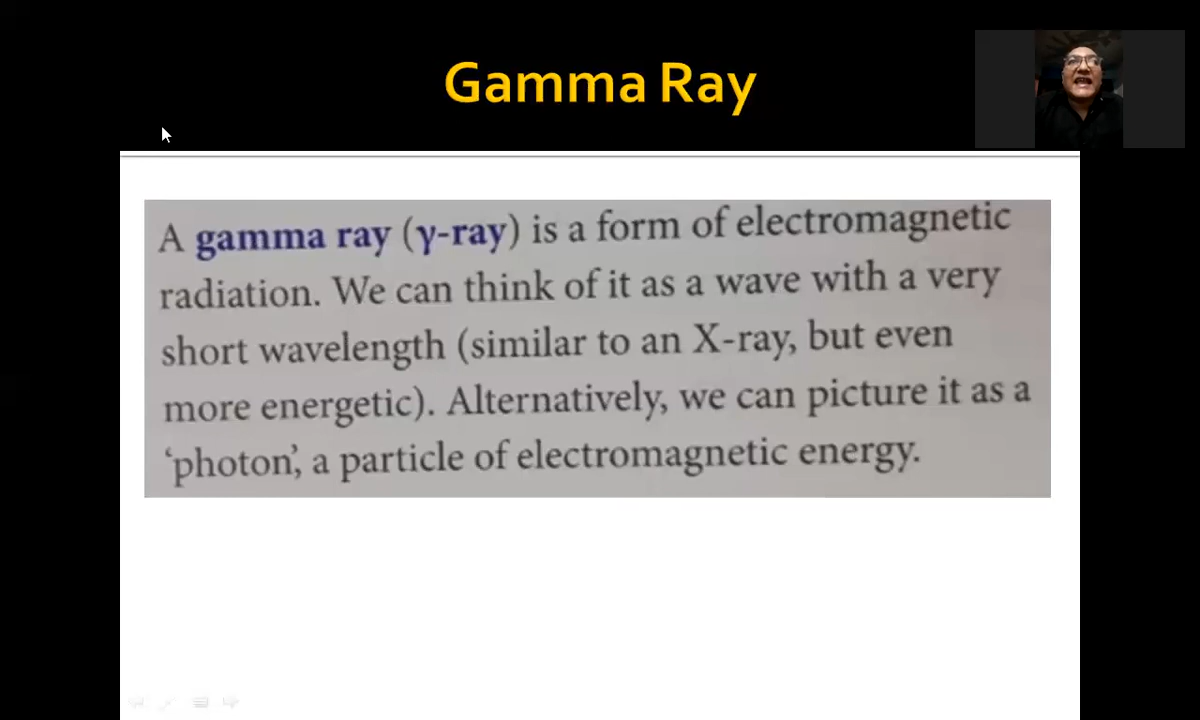 Gamma Ray
A gamma ray (γ-ray) is a form of electromagnetic
radiation. We can think of it as a wave with a very
short wavelength (similar to an X-ray, but even
more energetic). Alternatively, we can picture it as a
‘photon’, a particle of electromagnetic energy.